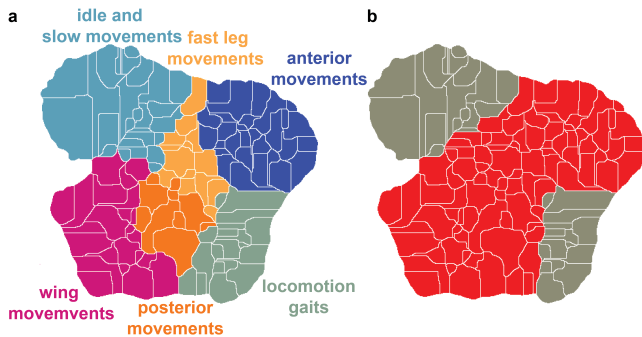 a
idle and
slow movements
fast leg
movements
anterior
movements
b
wing
movemvents
posterior
movements
locomotion
gaits